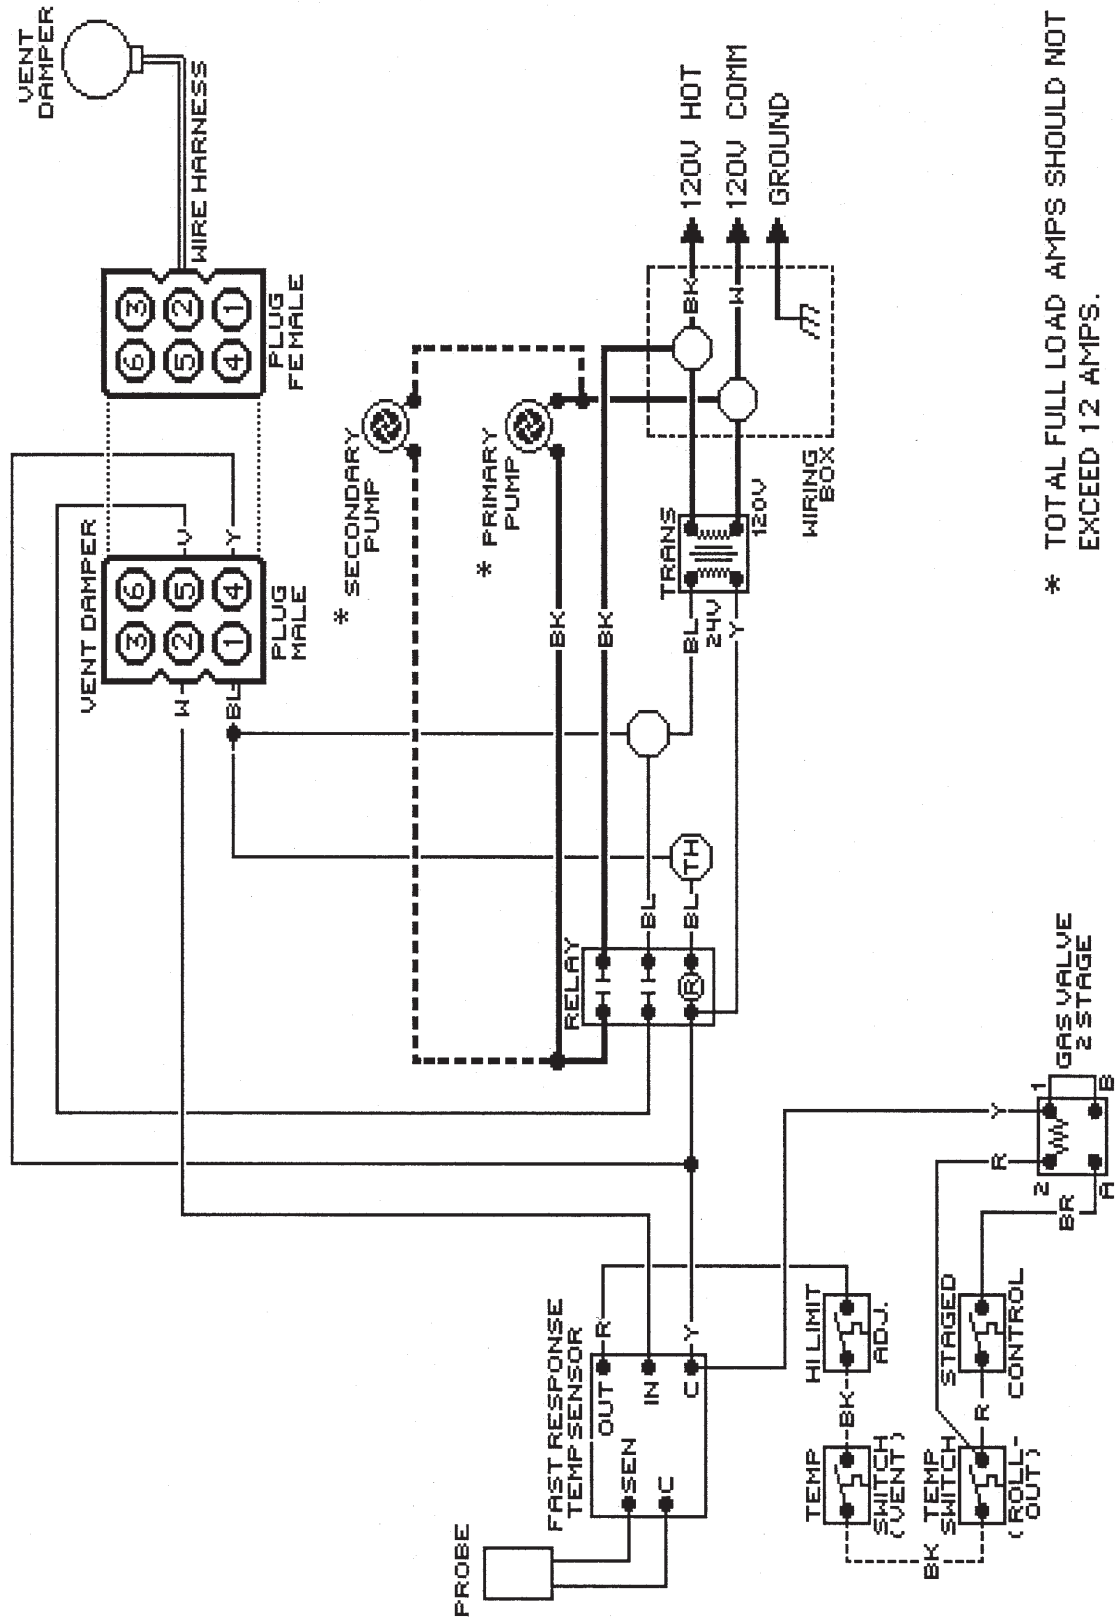 VENT
DAMPER
WIRE HARNESS
3
2
1
6
5
4
PLUG
FEMALE
VENT DAMPER
6
5
4
3
2
1
PLUG
MALE
V
Y
W
BL
* SECONDARY
PUMP
* PRIMARY
PUMP
120V HOT
120V COMM
GROUND
BK
W
WIRING
BOX
TRANS
120V
24V
BL
Y
BK
BK
TH
BL
BL
RELAY
R
GAS VALVE
2 STAGE
1
B
2
A
Y
R
BR
FAST RESPONSE
TEMP SENSOR
OUT
IN
C
SEN
C
R
Y
PROBE
HI LIMIT
ADJ.
STAGED
CONTROL
BK
R
TEMP
SWITCH
(VENT)
TEMP
SWITCH
(ROLL-
OUT)
BK
* TOTAL FULL LOAD AMPS SHOULD NOT
EXCEED 12 AMPS.